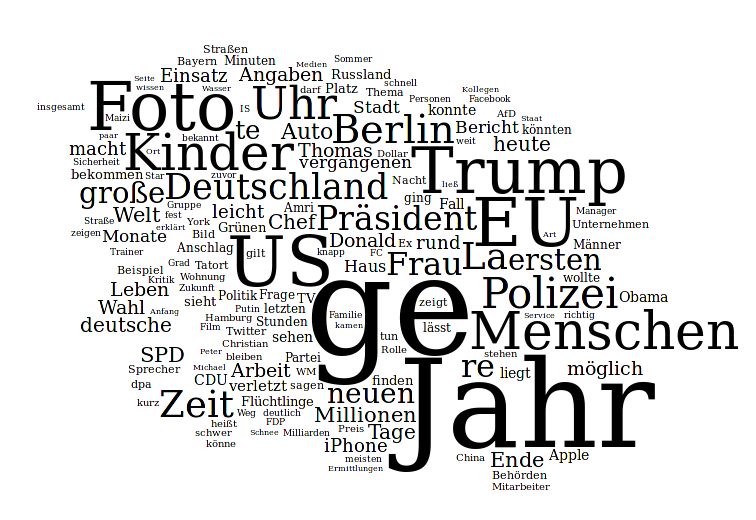 Straßen
Bayern Minuten Medien Sommer
Seite Einsatz Angaben Russland schnell
wissen Wasser darf Platz Thema Kollegen
insgesamt Foto IS Uhr Stadt Personen Facebook
Maizi te konnte AfD Staat
paar bekannt Auto Berlin Bericht könnten
macht Ort Kinder Thomas Dollar weit heute
Sicherheit vergangenen
bekommen Star zuvor Deutschland Nacht ließ Trump
große Gruppe Amri ging Fall
Welt fest York leicht Chef Präsident EU Manager
Straße erklärt Grünen Unternehmen
zeigen Monate Bild Donald Ex rund Art Männer
Trainer Anschlag gilt US knapp FC
Grad Tatort Haus Frau La ersten
Beispiel Kritik Wohnung wollte
Leben Zukunft Politik Frage TV ge Polizei Obama
Wahl sieht Putin letzten zeigt
Anfang Hamburg Stunden Familie Service richtig
deutsche Film Twitter sehen kamen lässt Menschen
Christian tun
SPD Peter bleiben Partei Rolle stehen
Sprecher Michael Arbeit WM re liegt möglich
dpa CDU verletzt sagen finden
kurz Zeit Flüchtlinge neuen Jahr
Weg deutlich Millionen
heißt FDP Preis Tage
schwer Schnee Milliarden
könne iPhone
meisten China Ende Apple
Ermittlungen Behörden
Mitarbeiter